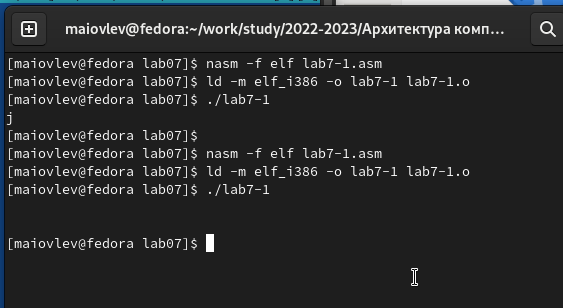 maiovlev@fedora:~/work/study/2022-2023/Архитектура комп...
[maiovlev@fedora lab07]$ nasm -f elf lab7-1.asm
[maiovlev@fedora lab07]$ ld -m elf_i386 -o lab7-1 lab7-1.o
[maiovlev@fedora lab07]$ ./lab7-1
j
[maiovlev@fedora lab07]$
[maiovlev@fedora lab07]$ nasm -f elf lab7-1.asm
[maiovlev@fedora lab07]$ ld -m elf_i386 -o lab7-1 lab7-1.o
[maiovlev@fedora lab07]$ ./lab7-1
[maiovlev@fedora lab07]$